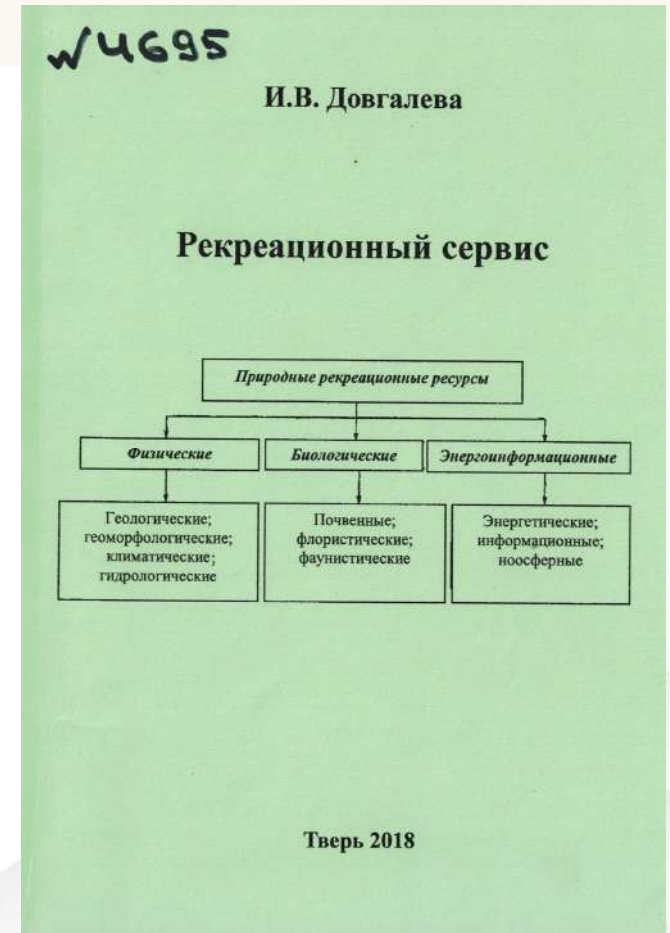 №4695
И.В. Довгалева
Рекреационный сервис
Природные рекреационные ресурсы
Физические
Биологические
Энергоинформационные
Геологические;
геоморфологические;
климатические;
гидрологические
Почвенные;
флористические;
фаунистические
Энергетические;
информационные;
ноосферные
Тверь 2018